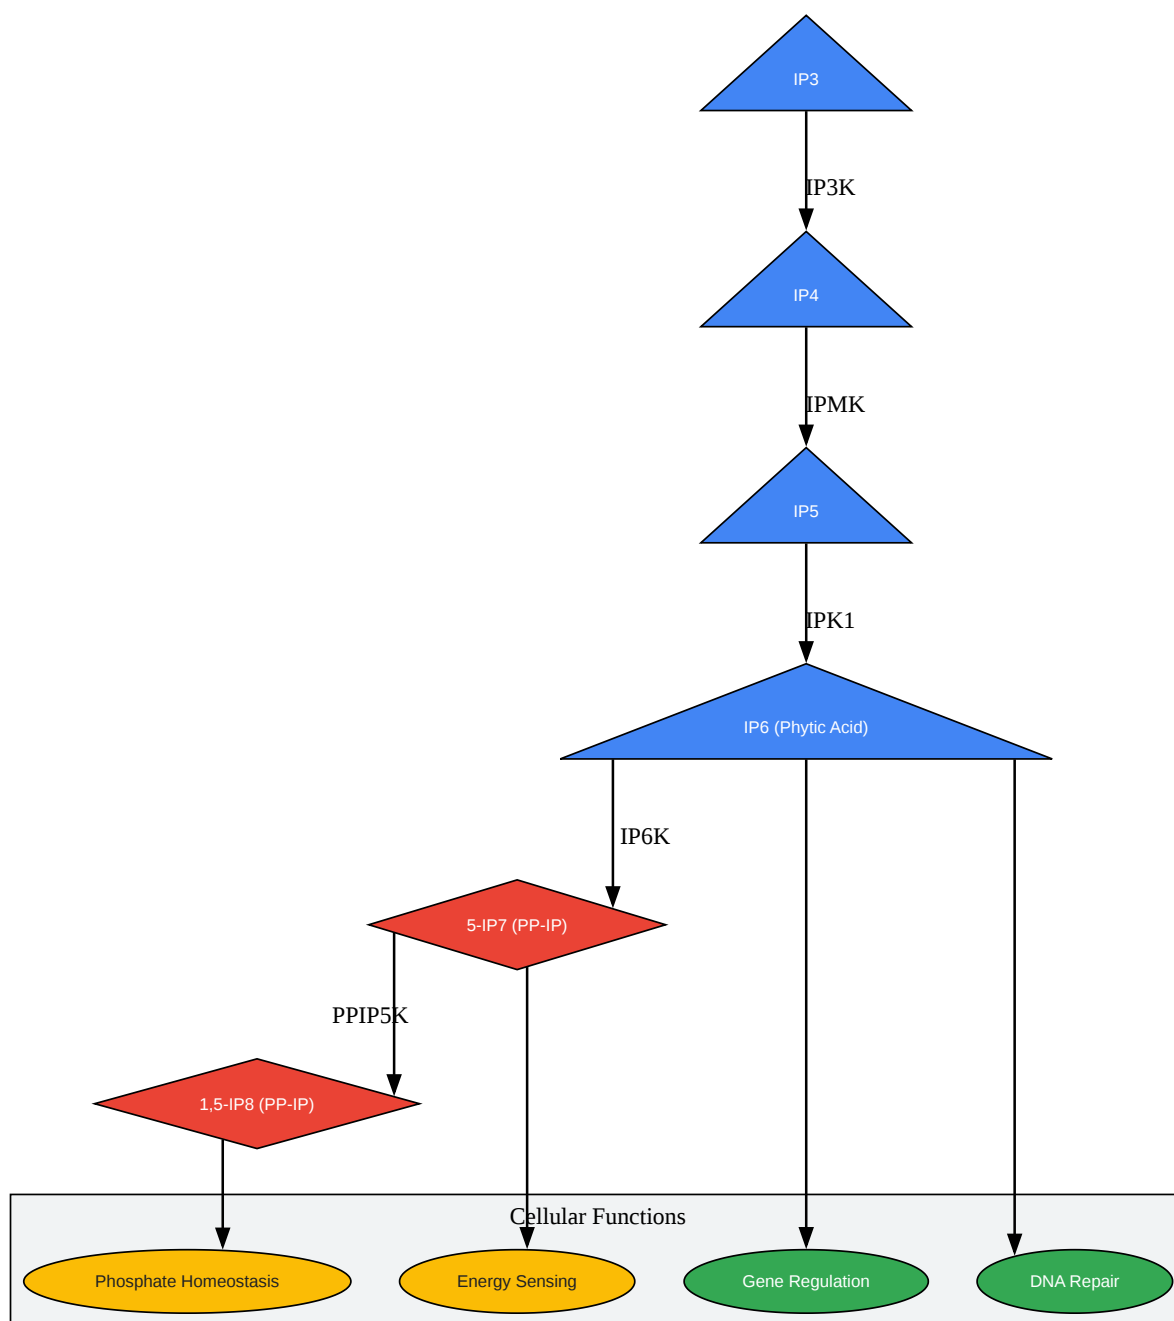 IP3
IP3K
IP4
IPMK
IP5
IPK1
IP6 (Phytic Acid)
IP6K
5-IP7 (PP-IP)
PPIP5K
1,5-IP8 (PP-IP)
Cellular Functions
Phosphate Homeostasis
Energy Sensing
Gene Regulation
DNA Repair